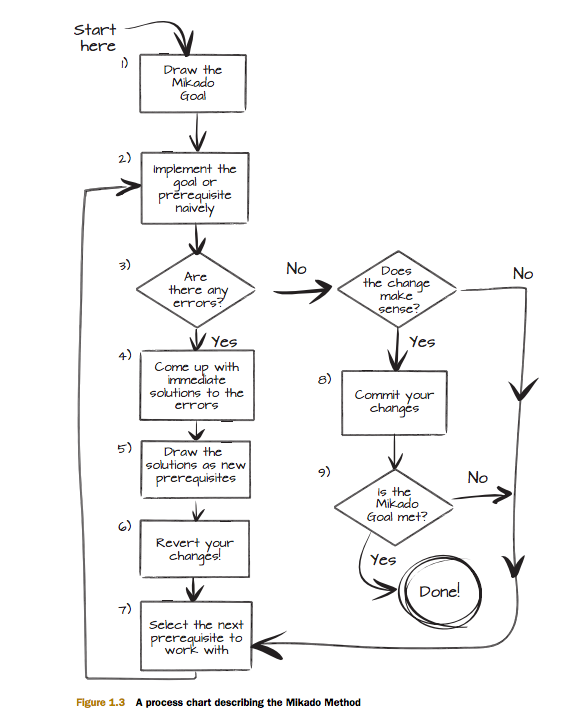 Start
here
1)
Draw the
Mikado
Goal
2)
Implement the
goal or
prerequisite
naively
3)
Are
there any
errors?
No
Does
the change
make
sense?
No
Yes
Yes
4)
Come up with
immediate
solutions to the
errors
8)
Commit your
changes
5)
Draw the
solutions as new
prerequisites
9)
Is the
Mikado
Goal met?
No
6)
Revert your
changes!
Yes
Done!
7)
Select the next
prerequisite to
work with
Figure 1.3 A process chart describing the Mikado Method